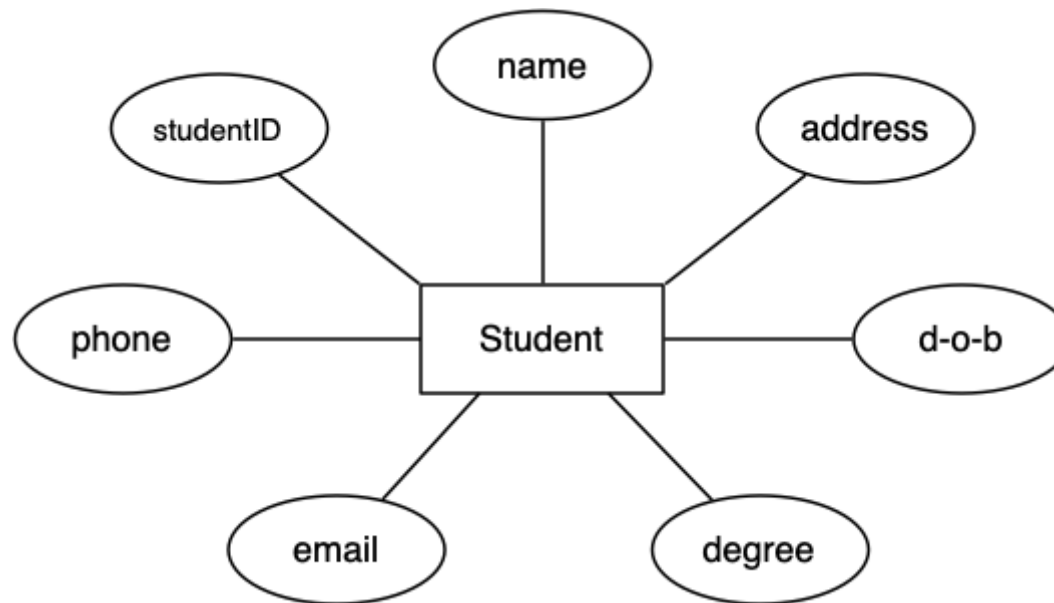 name
studentID
address
phone
Student
d-o-b
email
degree